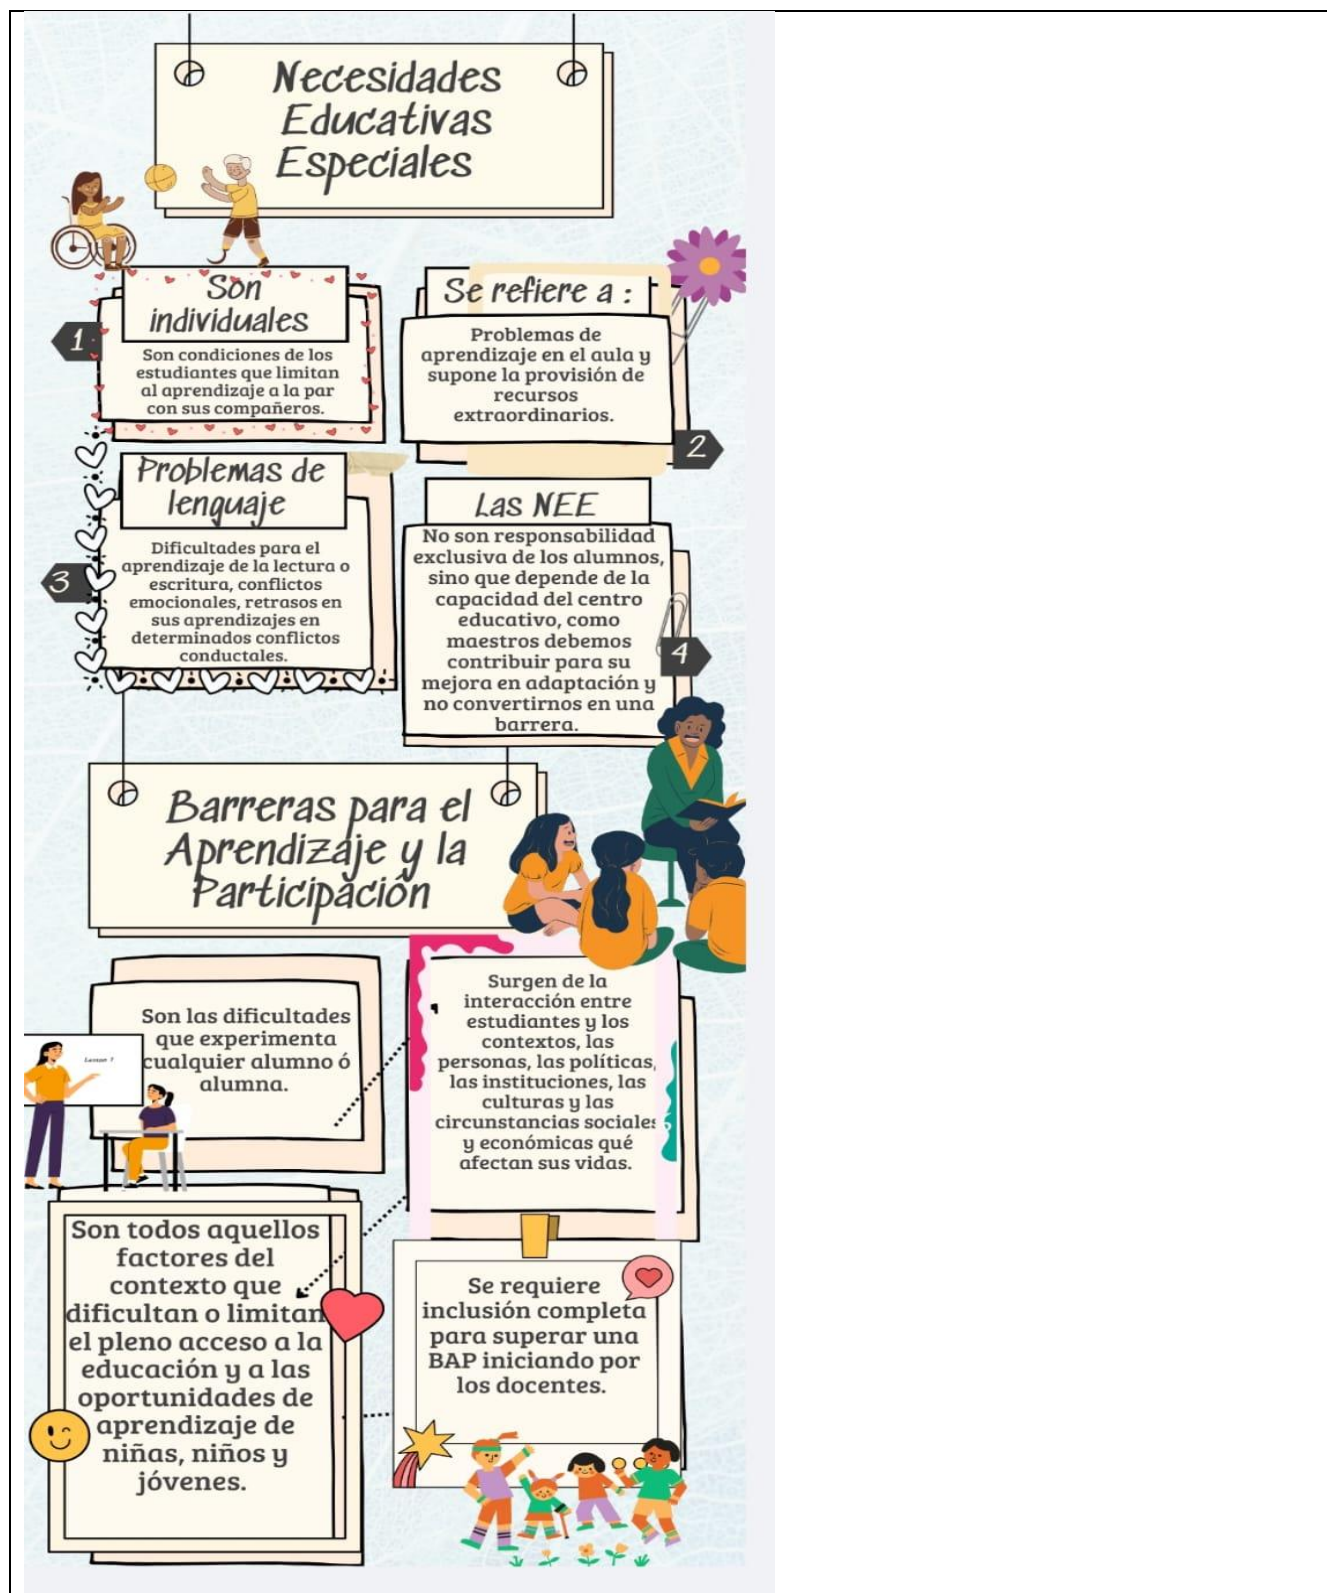 Necesidades
Educativas
Especiales
Son
individuales
1
Son condiciones de los
estudiantes que limitan
al aprendizaje a la par
con sus compañeros.
Se refiere a :
Problemas de
aprendizaje en el aula y
supone la provisión de
recursos
extraordinarios.
2
Problemas de
lenguaje
3
Dificultades para el
aprendizaje de la lectura o
escritura, conflictos
emocionales, retrasos en
sus aprendizajes en
determinados conflictos
conductales.
Las NEE
No son responsabilidad
exclusiva de los alumnos,
sino que depende de la
capacidad del centro
educativo, como
maestros debemos
contribuir para su
mejora en adaptación y
no convertirnos en una
barrera.
4
Barreras para el
Aprendizaje y la
Participación
Son las dificultades
que experimenta
cualquier alumno ó
alumna.
Surgen de la
interacción entre
estudiantes y los
contextos, las
personas, las políticas,
las instituciones, las
culturas y las
circunstancias sociales
y económicas qué
afectan sus vidas.
Son todos aquellos
factores del
contexto que
dificultan o limitan
el pleno acceso a la
educación y a las
oportunidades de
aprendizaje de
niñas, niños y
jóvenes.
Se requiere
inclusión completa
para superar una
BAP iniciando por
los docentes.